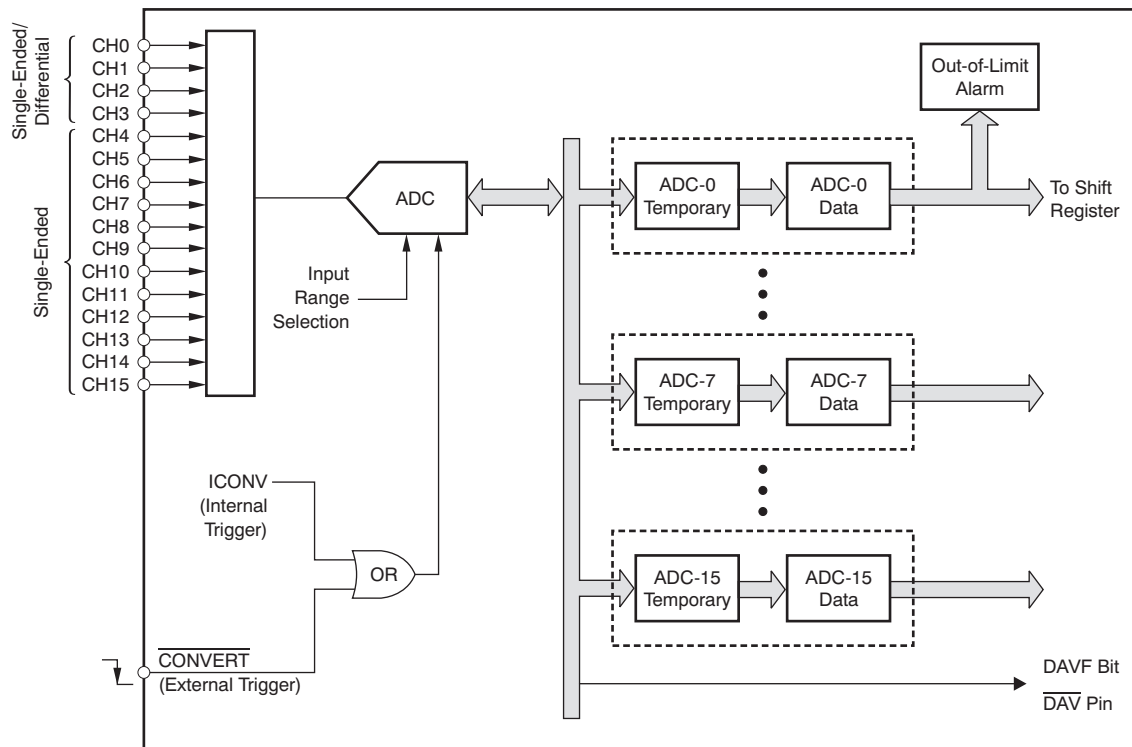 Single-Ended/
Differential
Single-Ended
CH0
CH1
CH2
CH3
CH4
CH5
CH6
CH7
CH8
CH9
CH10
CH11
CH12
CH13
CH14
CH15
ADC
Input
Range
Selection
ICONV
(Internal
Trigger)
OR
CONVERT
(External Trigger)
Out-of-Limit
Alarm
ADC-0
Temporary
ADC-0
Data
To Shift
Register
ADC-7
Temporary
ADC-7
Data
ADC-15
Temporary
ADC-15
Data
DAVF Bit
DAV Pin